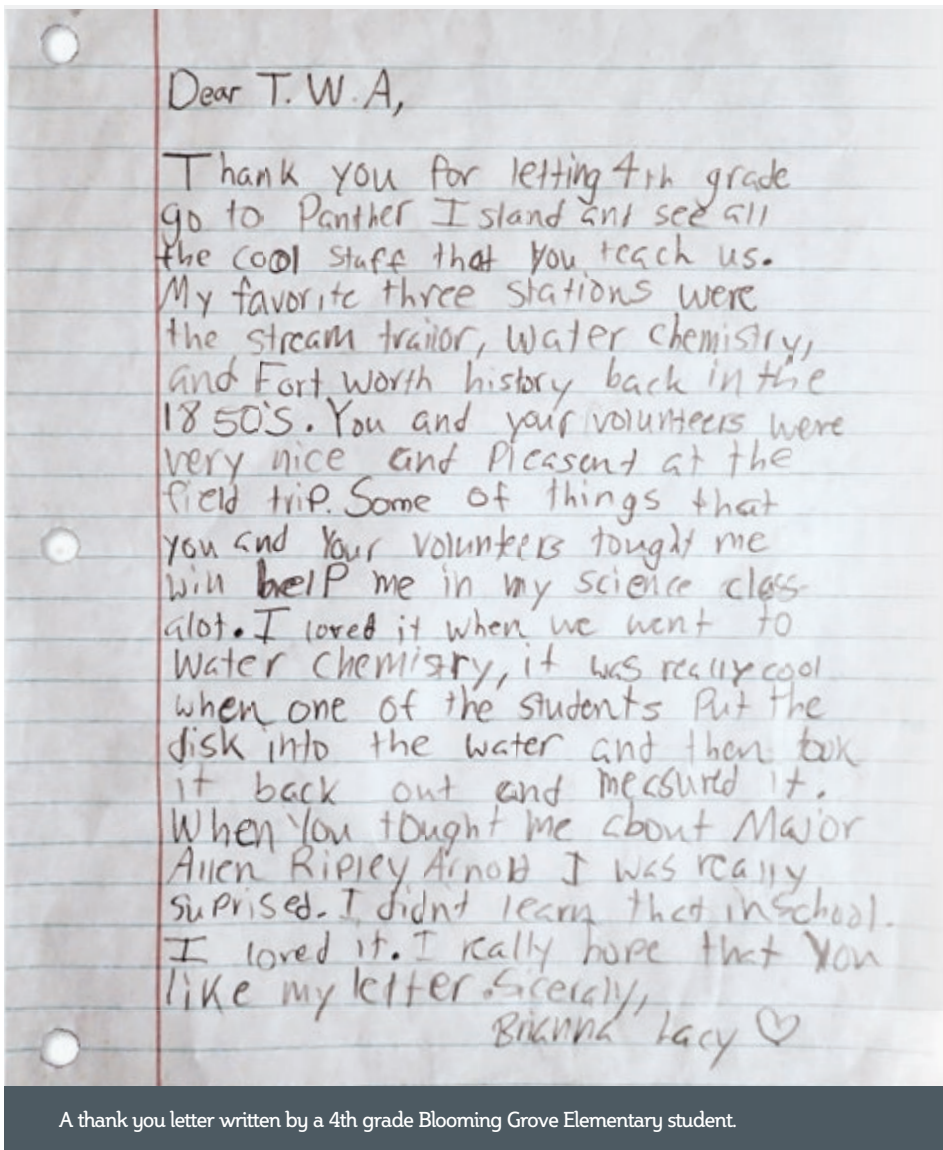 Dear T.W.A,
Thank you for letting 4th grade
go to Panther Island and see all
the cool staff that you teach us.
My favorite three stations were
the stream trailor, water chemistry,
and Fort worth history back in the
1850's. You and your volunteers were
very nice and Pleasent at the
field trip. Some of things that
you and Your volunteers tought me
will help me in my science class
alot. I loved it when we went to
water chemistry, it was really cool
when one of the students Put the
disk into the water and then took
it back out and measured it.
When You tought me about Major
Allen Ripley Arnold I was really
suprised. I didnt learn that in school.
I loved it. I really hope that You
like my letter. Sicerely,
Brianna Lacy ♡
A thank you letter written by a 4th grade Blooming Grove Elementary student.